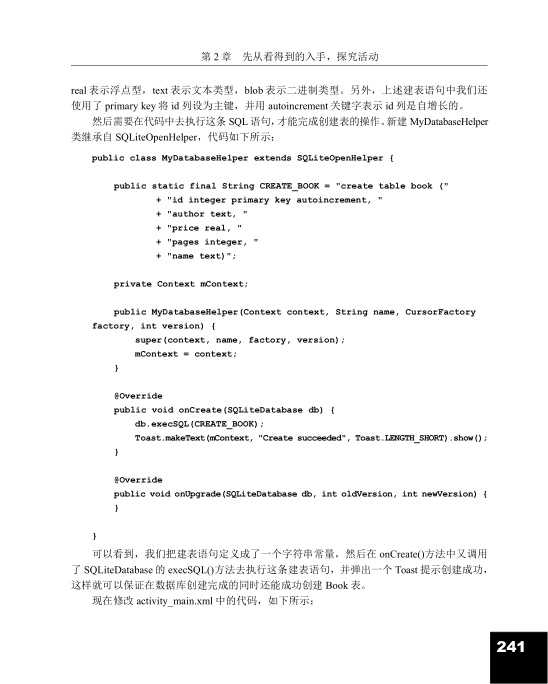 第 2 章 先从看得到的入手，探究活动
real 表示浮点型，text 表示文本类型，blob 表示二进制类型。另外，上述建表语句中我们还
使用了 primary key 将 id 列设为主键，并用 autoincrement 关键字表示 id 列是自增长的。
然后需要在代码中去执行这条 SQL 语句，才能完成创建表的操作。新建 MyDatabaseHelper
类继承自 SQLiteOpenHelper，代码如下所示：
public class MyDatabaseHelper extends SQLiteOpenHelper {
public static final String CREATE_BOOK = "create table book ("
+ "id integer primary key autoincrement, "
+ "author text, "
+ "price real, "
+ "pages integer, "
+ "name text)";
private Context mContext;
public MyDatabaseHelper(Context context, String name, CursorFactory
factory, int version) {
super(context, name, factory, version);
mContext = context;
}
@Override
public void onCreate(SQLiteDatabase db) {
db.execSQL(CREATE_BOOK);
Toast.makeText(mContext, "Create succeeded", Toast.LENGTH_SHORT).show();
}
@Override
public void onUpgrade(SQLiteDatabase db, int oldVersion, int newVersion) {
}
}
可以看到，我们把建表语句定义成了一个字符串常量，然后在 onCreate()方法中又调用
了 SQLiteDatabase 的 execSQL()方法去执行这条建表语句，并弹出一个 Toast 提示创建成功，
这样就可以保证在数据库创建完成的同时还能成功创建 Book 表。
现在修改 activity_main.xml 中的代码，如下所示：
241